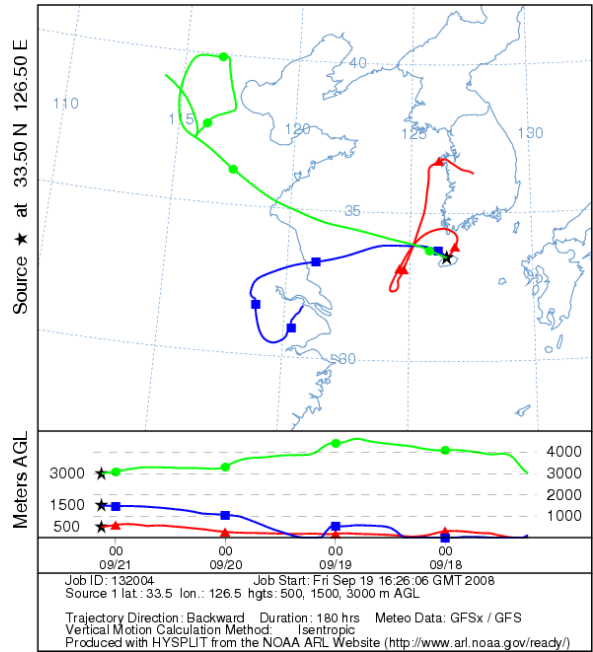 Source ★ at 33.50 N 126.50 E
110
115
120
125
130
40
35
30
Meters AGL
3000
1500
500
4000
3000
2000
1000
00 00 00 00
09/21 09/20 09/19 09/18
Job ID: 132004 Job Start: Fri Sep 19 16:26:06 GMT 2008
Source 1 lat.: 33.5 lon.: 126.5 hgts: 500, 1500, 3000 m AGL
Trajectory Direction: Backward Duration: 180 hrs Meteo Data: GFSx / GFS
Vertical Motion Calculation Method: Isentropic
Produced with HYSPLIT from the NOAA ARL Website (http://www.arl.noaa.gov/ready/)